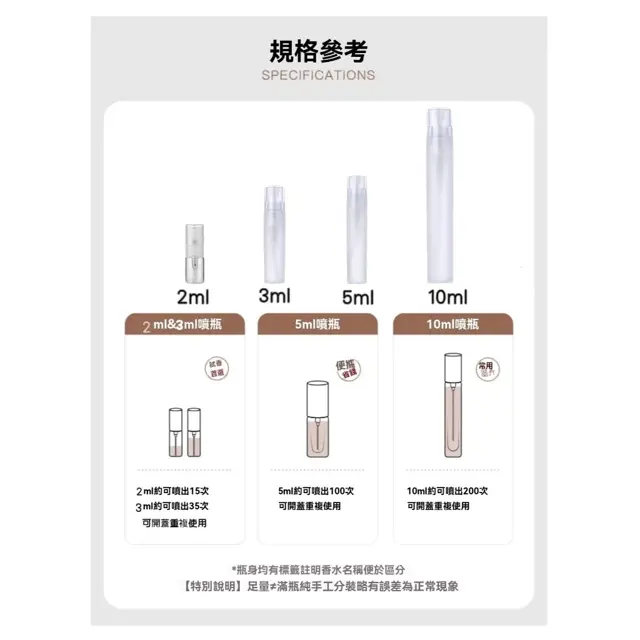 規格參考
SPECIFICATIONS
2ml
3ml
5ml
10ml
2 ml&3ml噴瓶
試香
首選
2ml約可噴出15次
3ml約可噴出35次
可開蓋重複使用
5ml噴瓶
便攜
省錢
5ml約可噴出100次
可開蓋重複使用
10ml噴瓶
常用
10ml約可噴出200次
可開蓋重複使用
*瓶身均有標籤註明香水名稱便於區分
【特別說明】足量≠滿瓶純手工分裝略有誤差為正常現象